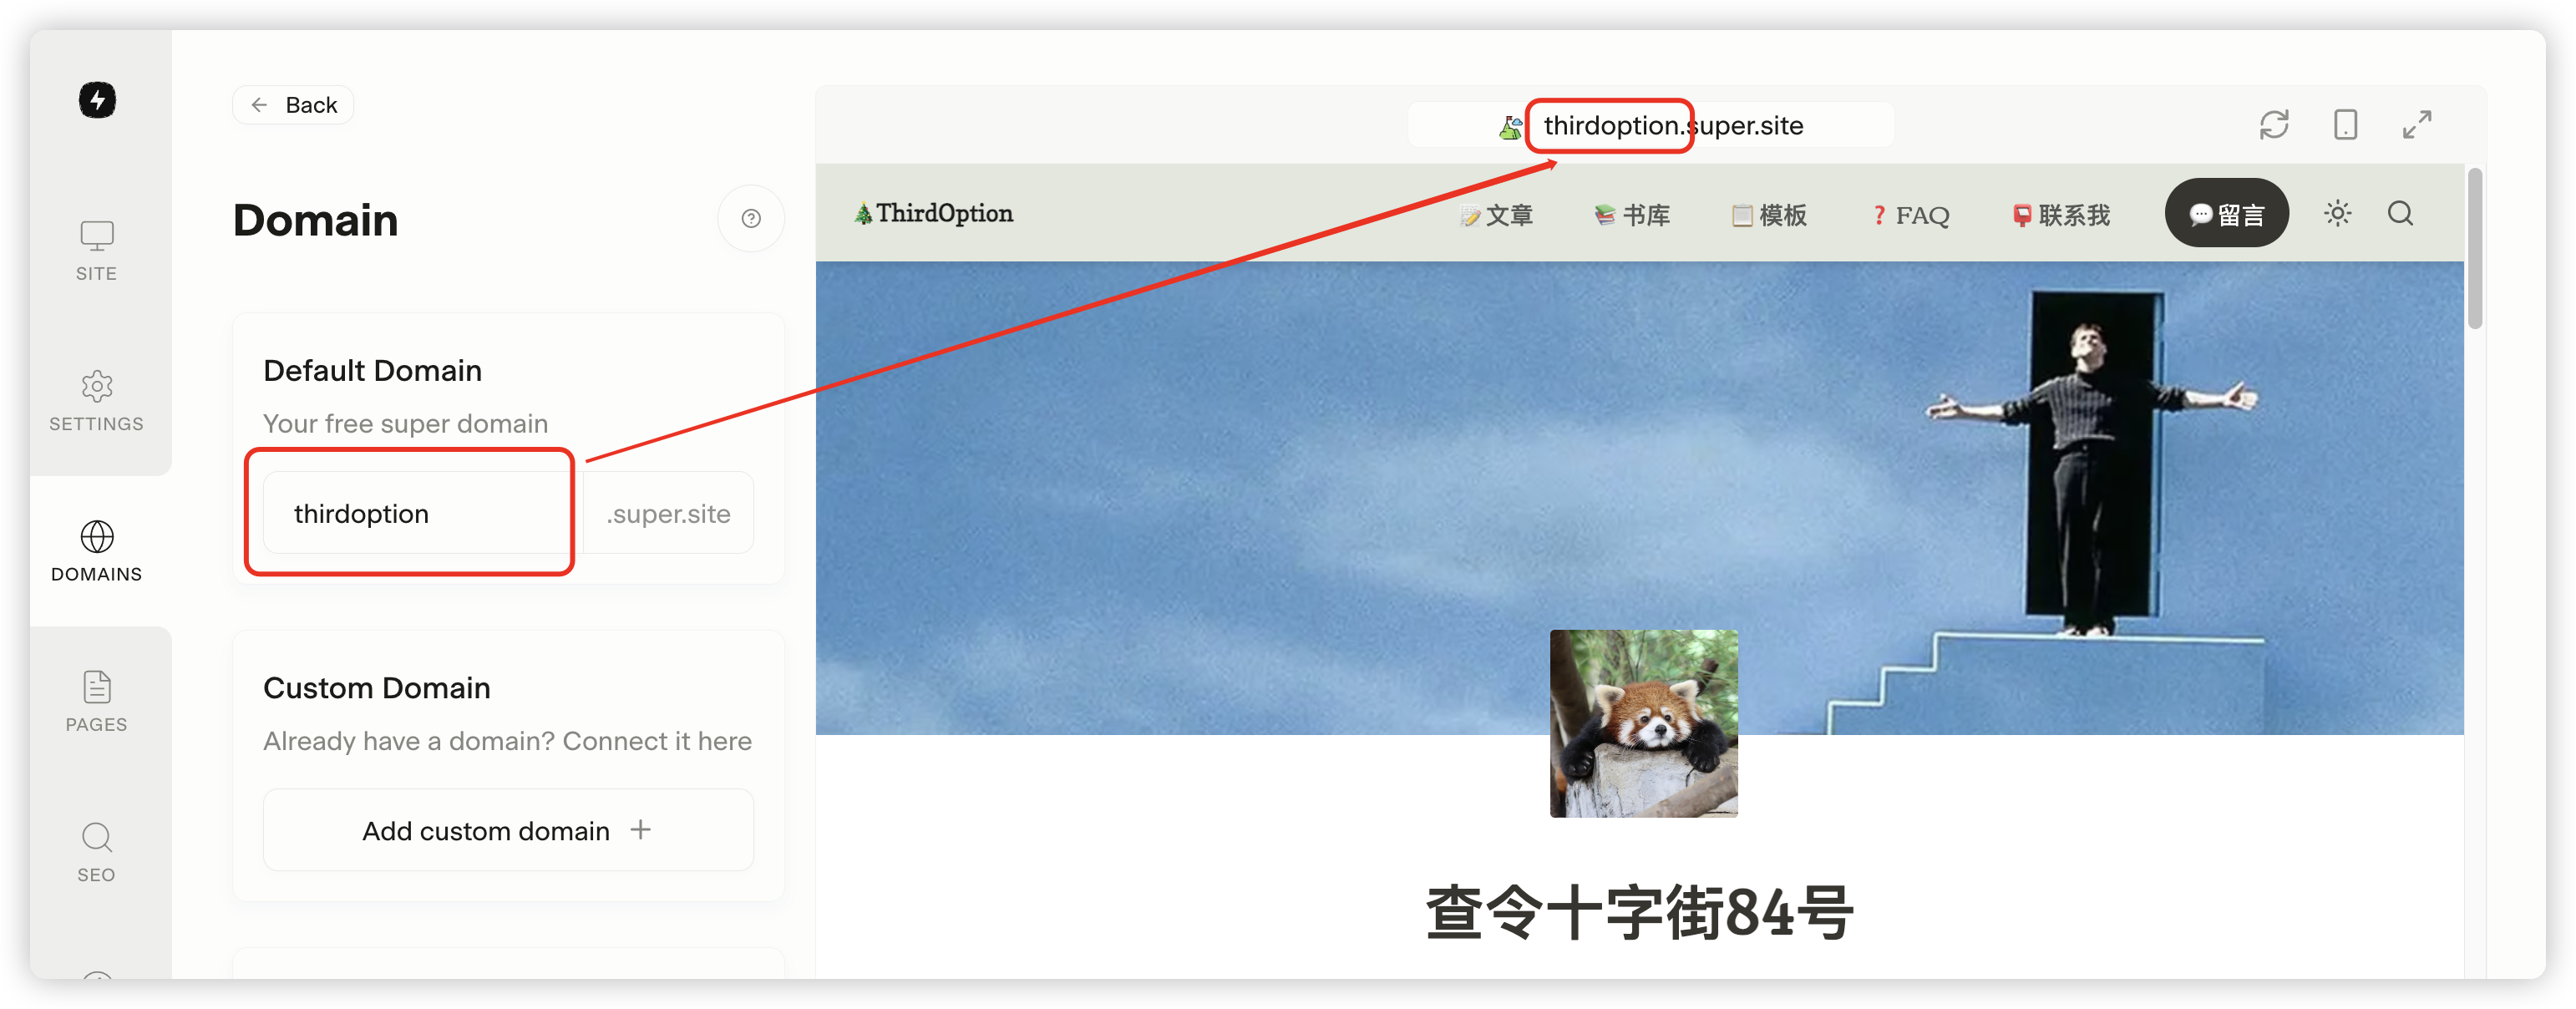 Back
Domain
Default Domain
Your free super domain
thirdoption
.super.site
Custom Domain
Already have a domain? Connect it here
Add custom domain +
SITE
SETTINGS
DOMAINS
PAGES
SEO
thirdoption.super.site
🎄ThirdOption
📝文章
📚书库
📋模板
❓FAQ
📮联系我
💬留言
查令十字街84号